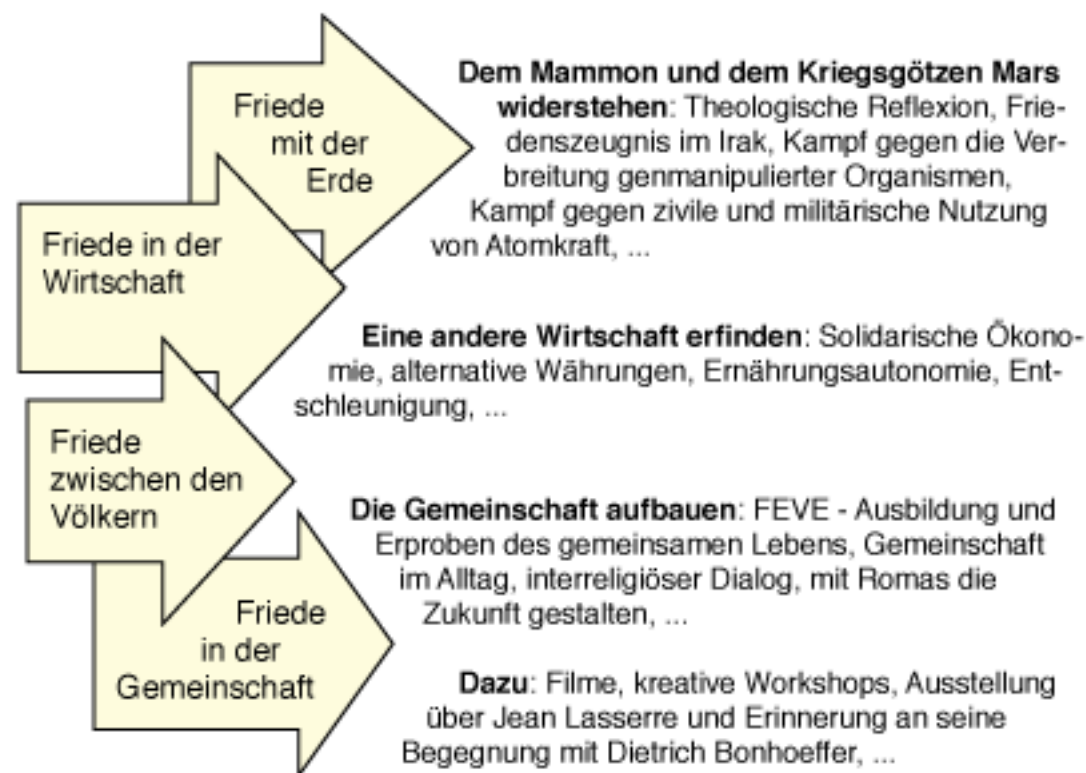 Friede
mit der
Erde
Dem Mammon und dem Kriegsgötzen Mars
widerstehen: Theologische Reflexion, Frie-
denszeugnis im Irak, Kampf gegen die Ver-
breitung genmanipulierter Organismen,
Kampf gegen zivile und militärische Nutzung
von Atomkraft, ...
Friede in der
Wirtschaft
Eine andere Wirtschaft erfinden: Solidarische Ökono-
mie, alternative Währungen, Ernährungsautonomie, Ent-
schleunigung, ...
Friede
zwischen den
Völkern
Die Gemeinschaft aufbauen: FEVE - Ausbildung und
Erproben des gemeinsamen Lebens, Gemeinschaft
im Alltag, interreligiöser Dialog, mit Romas die
Zukunft gestalten, ...
Friede
in der
Gemeinschaft
Dazu: Filme, kreative Workshops, Ausstellung
über Jean Lasserre und Erinnerung an seine
Begegnung mit Dietrich Bonhoeffer, ...